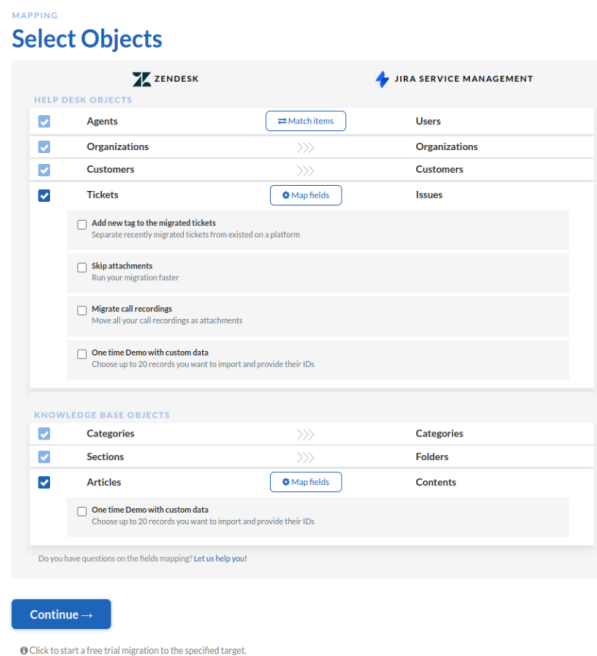 MAPPING
Select Objects
ZENDESK JIRA SERVICE MANAGEMENT
HELP DESK OBJECTS
Agents Match items Users
Organizations Organizations
Customers Customers
Tickets Map fields Issues
Add new tag to the migrated tickets
Separate recently migrated tickets from existed on a platform
Skip attachments
Run your migration faster
Migrate call recordings
Move all your call recordings as attachments
One time Demo with custom data
Choose up to 20 records you want to import and provide their IDs
KNOWLEDGE BASE OBJECTS
Categories Categories
Sections Folders
Articles Map fields Contents
One time Demo with custom data
Choose up to 20 records you want to import and provide their IDs
Do you have questions on the fields mapping? Let us help you!
Continue →
Click to start a free trial migration to the specified target.